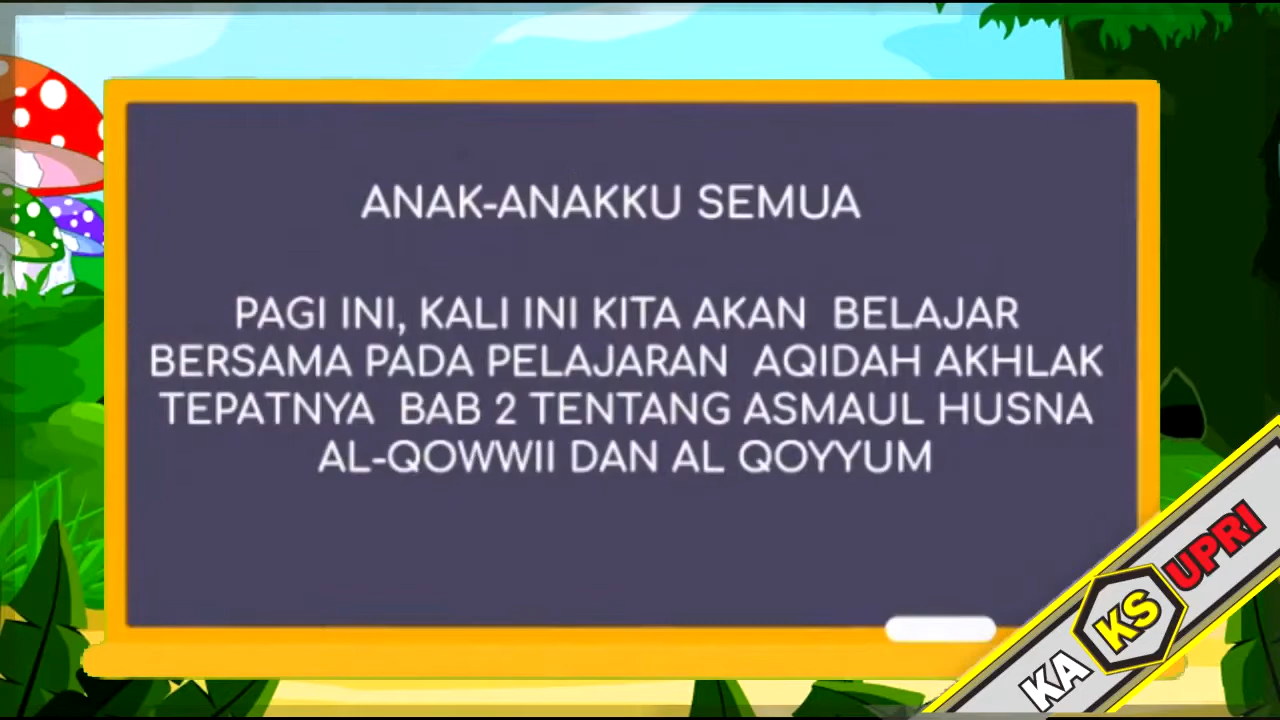 ANAK-ANAKKU SEMUA
PAGI INI, KALI INI KITA AKAN BELAJAR
BERSAMA PADA PELAJARAN AQIDAH AKHLAK
TEPATNYA BAB 2 TENTANG ASMAUL HUSNA
AL-QOWWII DAN AL QOYYUM
KA KS UPRI